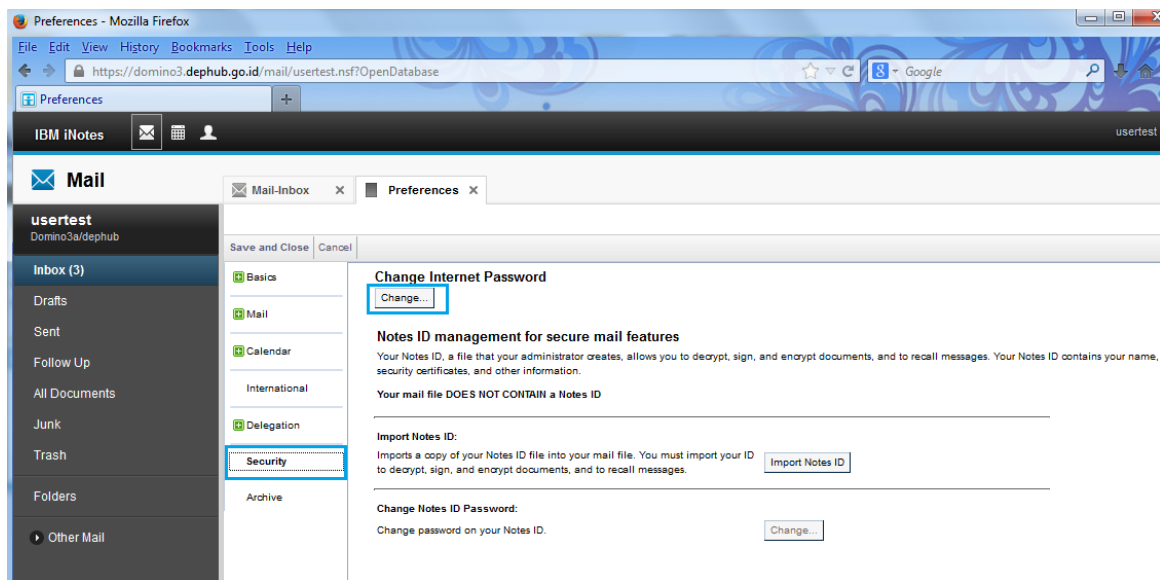 Preferences - Mozilla Firefox
File Edit View History Bookmarks Tools Help
https://domino3.dephub.go.id/mail/usertest.nsf?OpenDatabase
8 Google
Preferences
IBM iNotes
usertest
Mail
Mail-Inbox
Preferences
usertest
Domino3a/dephub
Save and Close Cancel
Inbox (3)
Drafts
Sent
Follow Up
All Documents
Junk
Trash
Folders
Other Mail
Basics
Mail
Calendar
International
Delegation
Security
Archive
Change Internet Password
Change...
Notes ID management for secure mail features
Your Notes ID, a file that your administrator creates, allows you to decrypt, sign, and encrypt documents, and to recall messages. Your Notes ID contains your name,
security certificates, and other information.
Your mail file DOES NOT CONTAIN a Notes ID
Import Notes ID:
Imports a copy of your Notes ID file into your mail file. You must import your ID
to decrypt, sign, and encrypt documents, and to recall messages.
Import Notes ID
Change Notes ID Password:
Change password on your Notes ID.
Change...